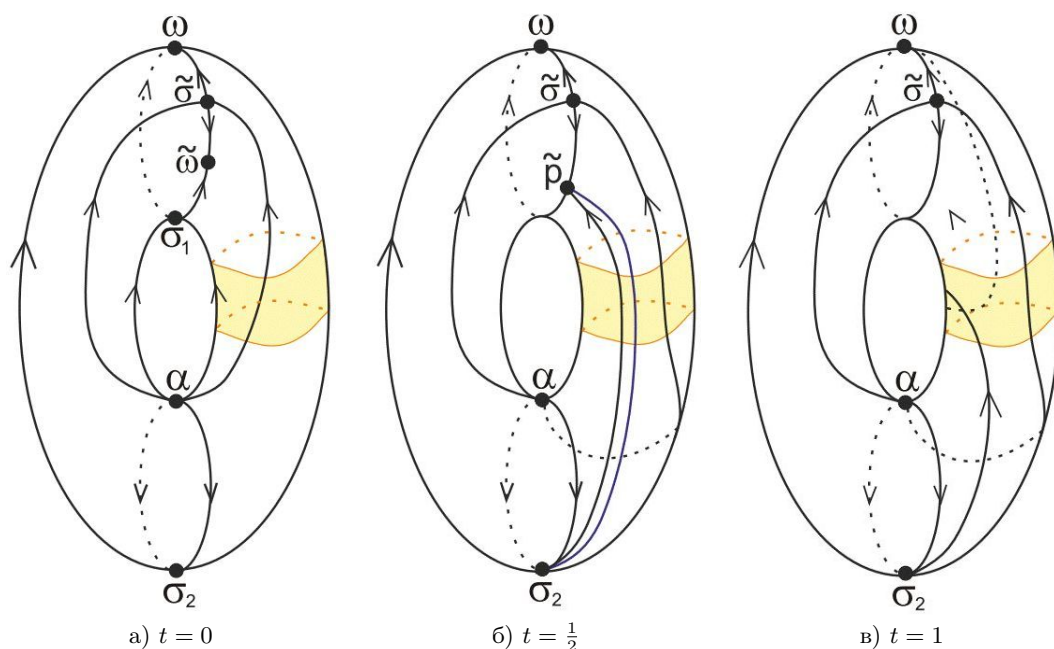 ω ω ω
σ̃ σ̃ σ̃
ω̃ p̃
σ₁
α α α
σ₂ σ₂ σ₂
а) t = 0 б) t = 1/2 в) t = 1